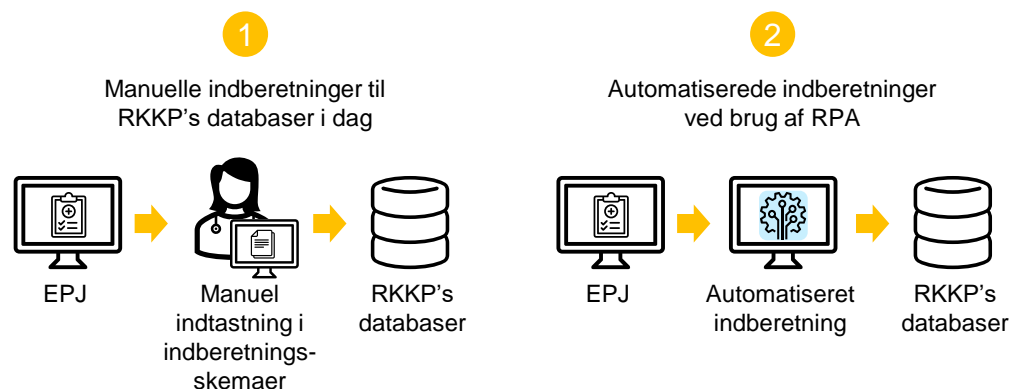 1
Manuelle indberetninger til
RKKP's databaser i dag
EPJ
Manuel
indtastning i
indberetnings-
skemaer
RKKP's
databaser
2
Automatiserede indberetninger
ved brug af RPA
EPJ
Automatiseret
indberetning
RKKP's
databaser